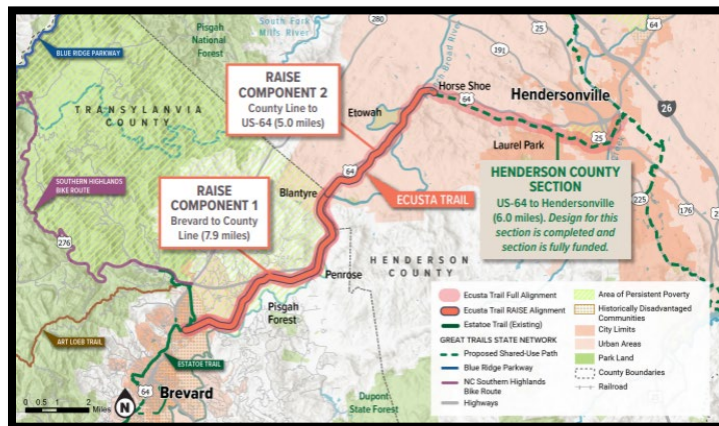 280
South Fork
Mills River
Pisgah
National
Forest
191
BLUE RIDGE PARKWAY
RAISE
COMPONENT 2
County Line to
US-64 (5.0 miles)
Horse Shoe
64
Hendersonville
26
TRANSYLVANIA
COUNTY
Etowah
25
Laurel Park
64
HENDERSON COUNTY
SECTION
US-64 to Hendersonville
(6.0 miles). Design for this
section is completed and
section is fully funded.
225
176
SOUTHERN HIGHLANDS
BIKE ROUTE
RAISE
COMPONENT 1
Brevard to County
Line (7.9 miles)
Blantyre
ECUSTA TRAIL
276
HENDERSON
COUNTY
Penrose
Pisgah
Forest
ART LOEB TRAIL
ESTATOE TRAIL
64
Brevard
Dupont
State Forest
0 0.5 1 2
Miles
N
Ecusta Trail Full Alignment
Ecusta Trail RAISE Alignment
Estatoe Trail (Existing)
GREAT TRAILS STATE NETWORK
Proposed Shared-Use Path
Blue Ridge Parkway
NC Southern Highlands
Bike Route
Highways
Area of Persistent Poverty
Historically Disadvantaged
Communities
City Limits
Urban Areas
Park Land
County Boundaries
Railroad